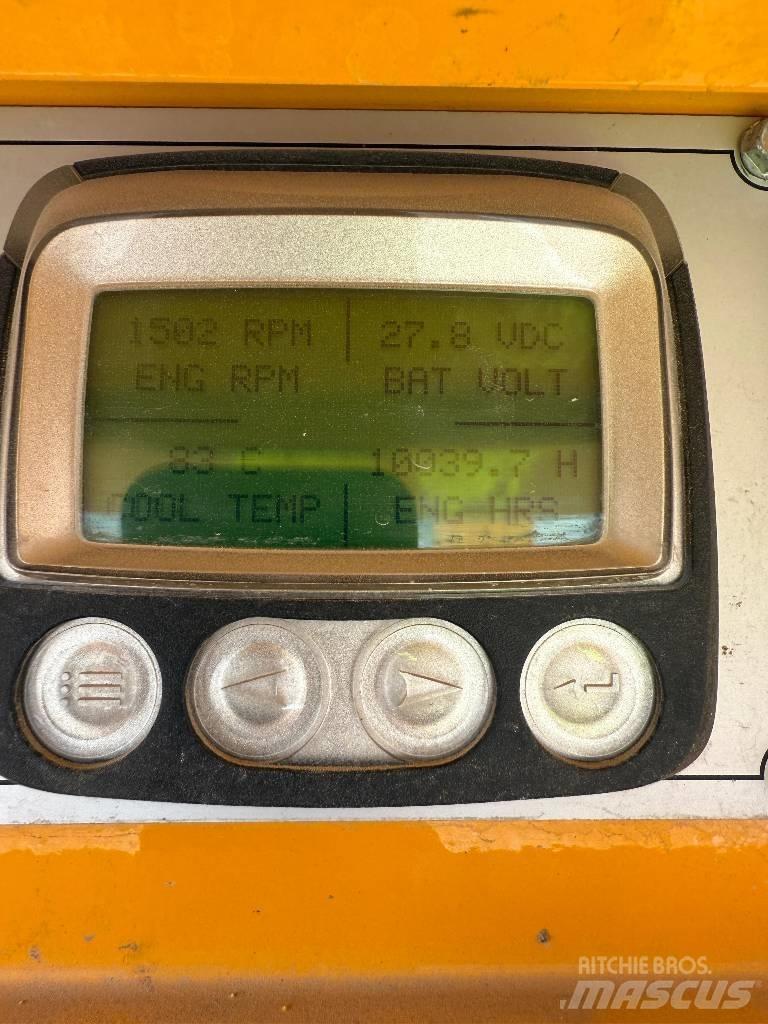 1502 RPM | 27.8 VDC
ENG RPM BAT VOLT
83 C 10939.7 H
COOL TEMP | ENG HRS
RITCHIE BROS.
MASCUS